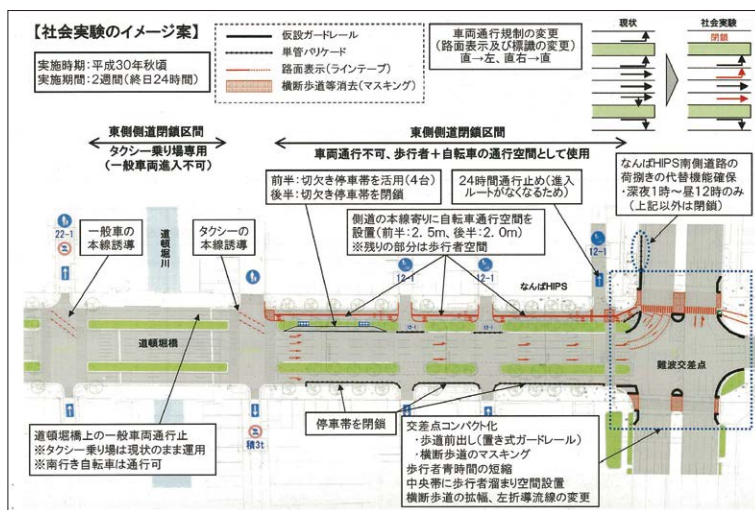 【社会実験のイメージ案】
実施時期:平成30年秋頃
実施期間:2週間(終日24時間)
仮設ガードレール
単管バリケード
路面表示(ラインテープ)
横断歩道等消去(マスキング)
車両通行規制の変更
(路面表示及び標識の変更)
直→左、直右→直
現状
社会実験
閉鎖
東側側道閉鎖区間
タクシー乗り場専用
(一般車両進入不可)
東側側道閉鎖区間
車両通行不可、歩行者+自転車の通行空間として使用
なんばHIPS南側道路の
荷捌きの代替機能確保
・深夜1時~昼12時のみ
(上記以外は閉鎖)
前半:切欠き停車帯を活用(4台)
後半:切欠き停車帯を閉鎖
24時間通行止め(進入
ルートがなくなるため)
22-1
一般車の
本線誘導
道頓堀川
タクシーの
本線誘導
側道の本線寄りに自転車通行空間を
設置(前半:2.5m、後半:2.0m)
※残りの部分は歩行者空間
12-1
12-1
12-1
なんばHIPS
道頓堀橋
難波交差点
停車帯を閉鎖
積3t
道頓堀橋上の一般車両通行止
※タクシー乗り場は現状のまま運用
※南行き自転車は通行可
交差点コンパクト化
・歩道前出し(置き式ガードレール)
・横断歩道のマスキング
歩行者青時間の短縮
中央帯に歩行者溜まり空間設置
横断歩道の拡幅、左折導流線の変更